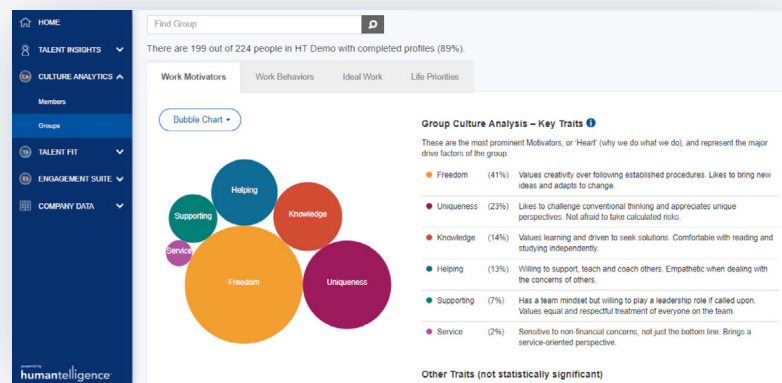 HOME
TALENT INSIGHTS
CA CULTURE ANALYTICS
Members
Groups
TALENT FIT
ES ENGAGEMENT SUITE
COMPANY DATA
powered by
humantelligence
Find Group
There are 199 out of 224 people in HT Demo with completed profiles (89%).
Work Motivators Work Behaviors Ideal Work Life Priorities
Bubble Chart
Helping
Supporting
Knowledge
Service
Freedom
Uniqueness
Group Culture Analysis – Key Traits
These are the most prominent Motivators, or 'Heart' (why we do what we do), and represent the major
drive factors of the group.
Freedom (41%) Values creativity over following established procedures. Likes to bring new
ideas and adapts to change.
Uniqueness (23%) Likes to challenge conventional thinking and appreciates unique
perspectives. Not afraid to take calculated risks.
Knowledge (14%) Values learning and driven to seek solutions. Comfortable with reading and
studying independently.
Helping (13%) Willing to support, teach and coach others. Empathetic when dealing with
the concerns of others.
Supporting (7%) Has a team mindset but willing to play a leadership role if called upon.
Values equal and respectful treatment of everyone on the team.
Service (2%) Sensitive to non-financial concerns, not just the bottom line. Brings a
service-oriented perspective.
Other Traits (not statistically significant)